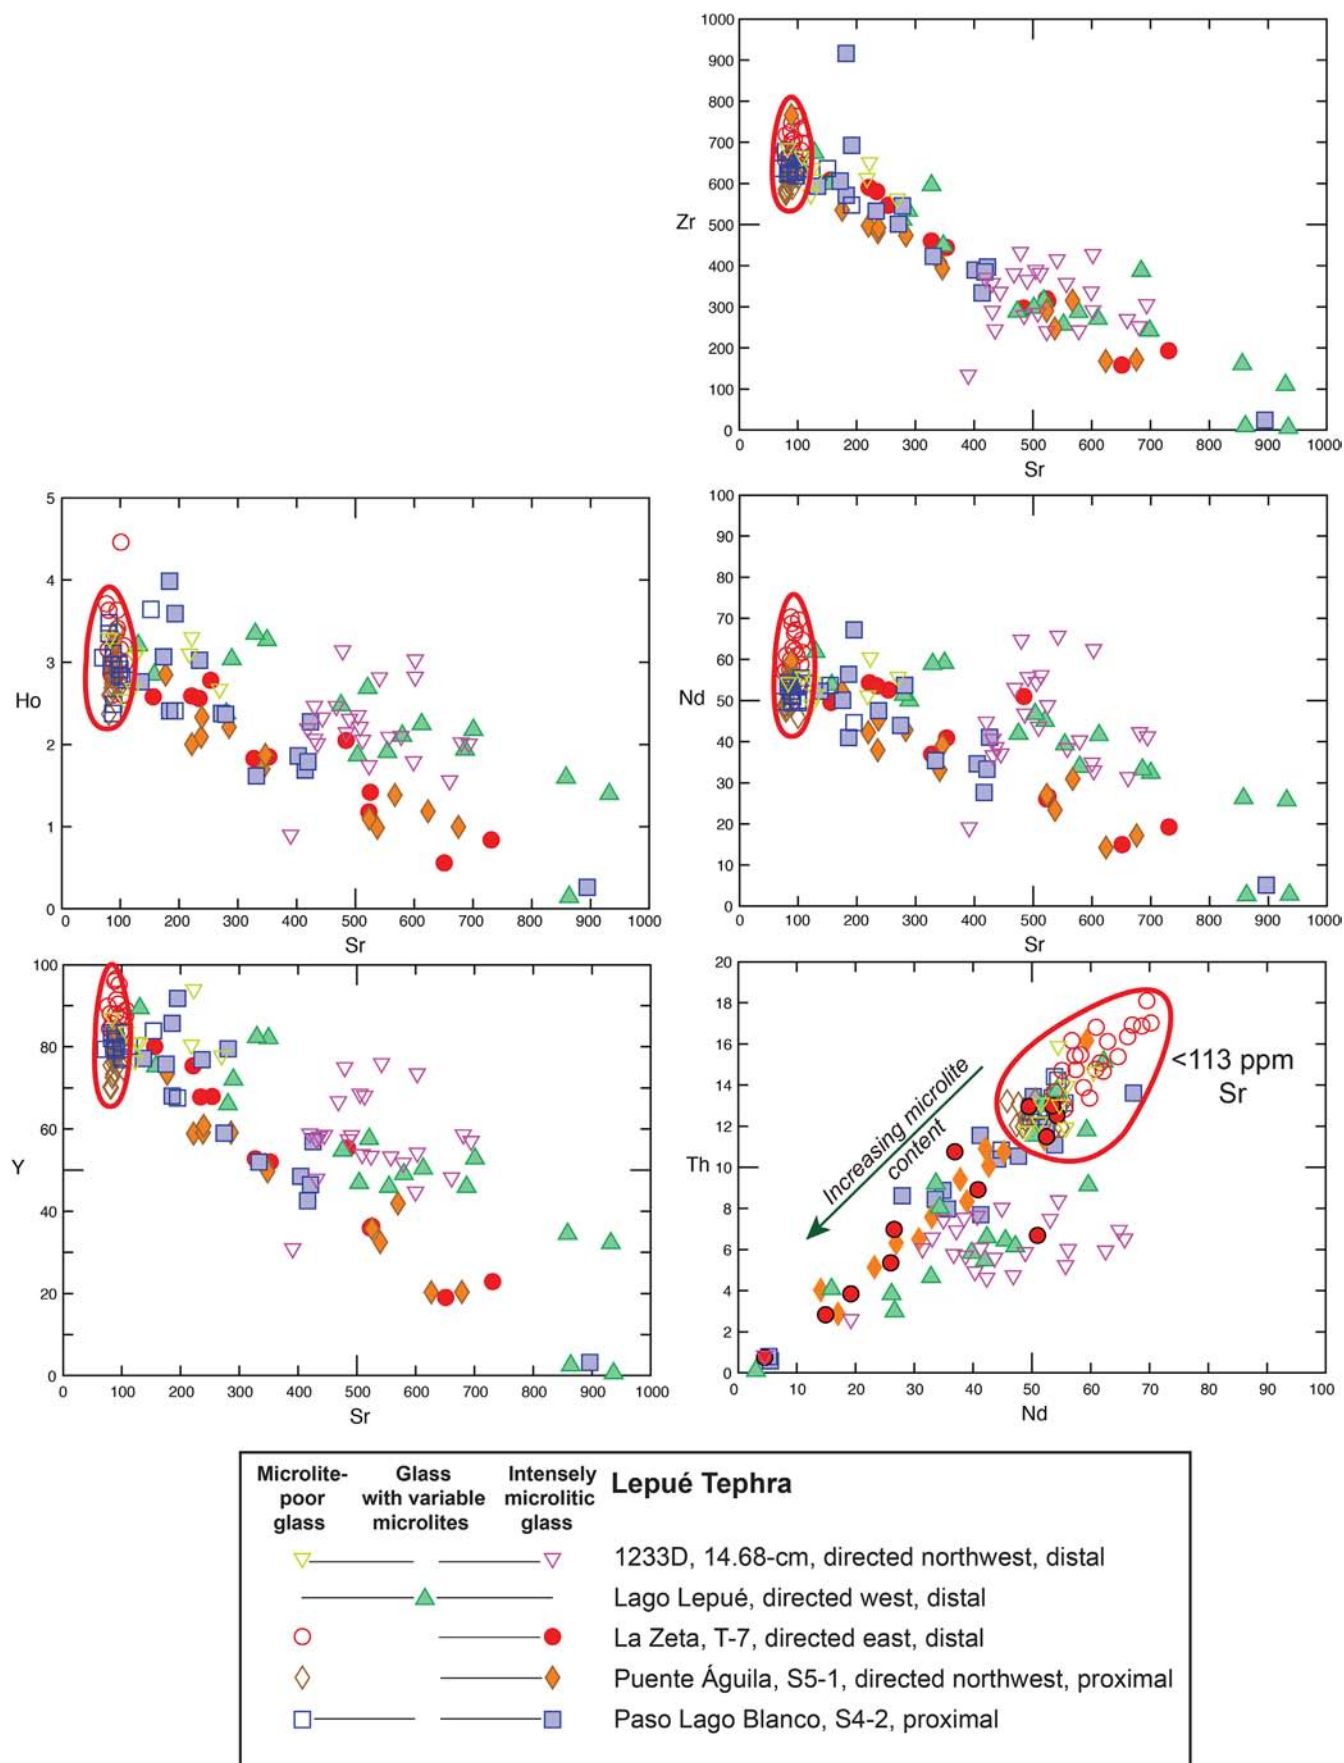 1000
900
800
700
600
Zr
500
400
300
200
100
0
0 100 200 300 400 500 600 700 800 900 1000
Sr
5
4
3
Ho
2
1
0
0 100 200 300 400 500 600 700 800 900 1000
Sr
100
90
80
70
60
Nd
50
40
30
20
10
0
0 100 200 300 400 500 600 700 800 900 1000
Sr
100
80
60
Y
40
20
0
0 100 200 300 400 500 600 700 800 900 1000
Sr
20
18
16
14
12
Th
10
8
6
4
2
0
0 10 20 30 40 50 60 70 80 90 100
Nd
<113 ppm
Sr
Increasing microlite
content
Microlite-
poor
glass
Glass
with variable
microlites
Intensely
microlitic
glass
Lepué Tephra
1233D, 14.68-cm, directed northwest, distal
Lago Lepué, directed west, distal
La Zeta, T-7, directed east, distal
Puente Águila, S5-1, directed northwest, proximal
Paso Lago Blanco, S4-2, proximal